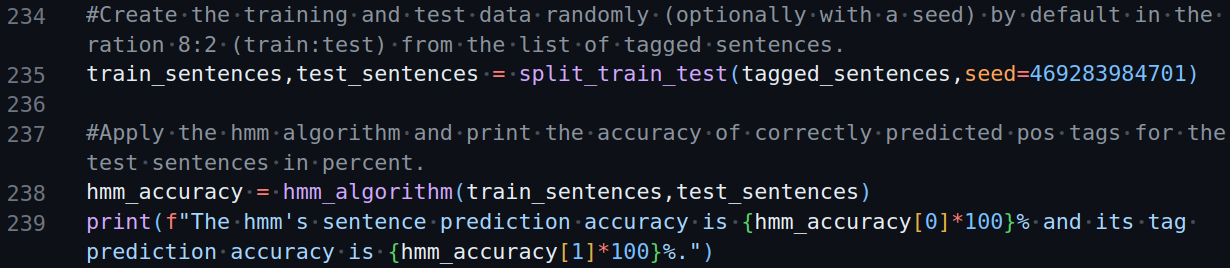 234 #Create the training and test data randomly (optionally with a seed) by default in the
ration 8:2 (train:test) from the list of tagged sentences.
235 train_sentences,test_sentences = split_train_test(tagged_sentences,seed=469283984701)
236
237 #Apply the hmm algorithm and print the accuracy of correctly predicted pos tags for the
test sentences in percent.
238 hmm_accuracy = hmm_algorithm(train_sentences,test_sentences)
239 print(f"The hmm's sentence prediction accuracy is {hmm_accuracy[0]*100}% and its tag
prediction accuracy is {hmm_accuracy[1]*100}%.")